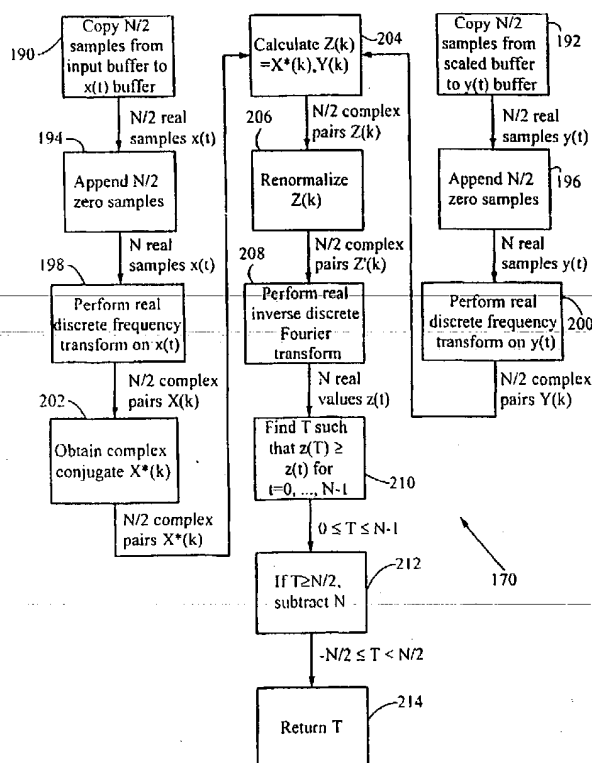 190
Copy N/2
samples from
input buffer to
x(t) buffer
N/2 real
samples x(t)
194
Append N/2
zero samples
N real
samples x(t)
198
Perform real
discrete frequency
transform on x(t)
N/2 complex
pairs X(k)
202
Obtain complex
conjugate X*(k)
N/2 complex
pairs X*(k)
204
Calculate Z(k)
=X*(k).Y(k)
N/2 complex
pairs Z(k)
206
Renormalize
Z(k)
N/2 complex
pairs Z'(k)
208
Perform real
inverse discrete
Fourier
transform
N real
values z(t)
Find T such
that z(T) ≥
z(t) for
t=0, ..., N-1
210
0 ≤ T ≤ N-1
212
If T≥N/2,
subtract N
-N/2 ≤ T < N/2
214
Return T
192
Copy N/2
samples from
scaled buffer
to y(t) buffer
N/2 real
samples y(t)
Append N/2
zero samples
196
N real
samples y(t)
Perform real
discrete frequency
transform on y(t)
200
N/2 complex
pairs Y(k)
170